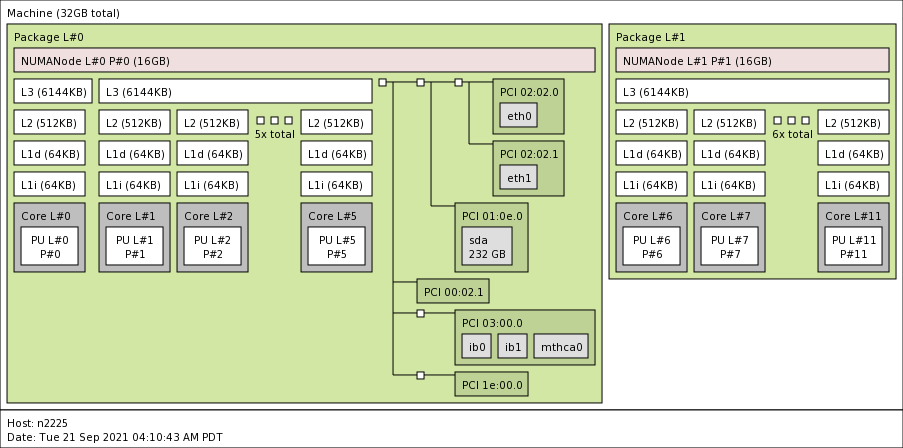 Machine (32GB total)
Package L#0
NUMANode L#0 P#0 (16GB)
L3 (6144KB)
L3 (6144KB)
L2 (512KB)
L2 (512KB)
L2 (512KB)
5x total
L2 (512KB)
L1d (64KB)
L1d (64KB)
L1d (64KB)
L1d (64KB)
L1i (64KB)
L1i (64KB)
L1i (64KB)
L1i (64KB)
Core L#0
PU L#0
P#0
Core L#1
PU L#1
P#1
Core L#2
PU L#2
P#2
Core L#5
PU L#5
P#5
PCI 02:02.0
eth0
PCI 02:02.1
eth1
PCI 01:0e.0
sda
232 GB
PCI 00:02.1
PCI 03:00.0
ib0
ib1
mthca0
PCI 1e:00.0
Package L#1
NUMANode L#1 P#1 (16GB)
L3 (6144KB)
L2 (512KB)
L2 (512KB)
6x total
L2 (512KB)
L1d (64KB)
L1d (64KB)
L1d (64KB)
L1i (64KB)
L1i (64KB)
L1i (64KB)
Core L#6
PU L#6
P#6
Core L#7
PU L#7
P#7
Core L#11
PU L#11
P#11
Host: n2225
Date: Tue 21 Sep 2021 04:10:43 AM PDT